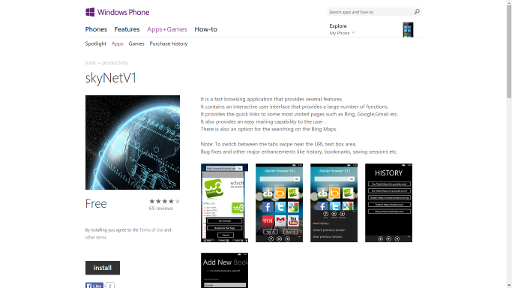 Windows Phone
Search apps and how-to
Phones Features Apps+Games How-to
Explore
My Phone
Spotlight Apps Games Purchase history
tools + productivity
skyNetV1
It is a fast browsing application that provides several features.
It contains an interactive user interface that provides a large number of functions.
It provides the quick links to some most visited pages such as Bing, Google,Gmail etc.
It also provides an easy mailing capability to the user .
There is also an option for the searching on the Bing Maps.
Note: To switch between the tabs swipe near the URL text box area.
Bug fixes and other major enhancements like history, bookmarks, saving sessions etc.
Free
69 reviews
By installing you agree to the Terms of Use and
other terms
install
Like 2
HISTORY
Add New Book